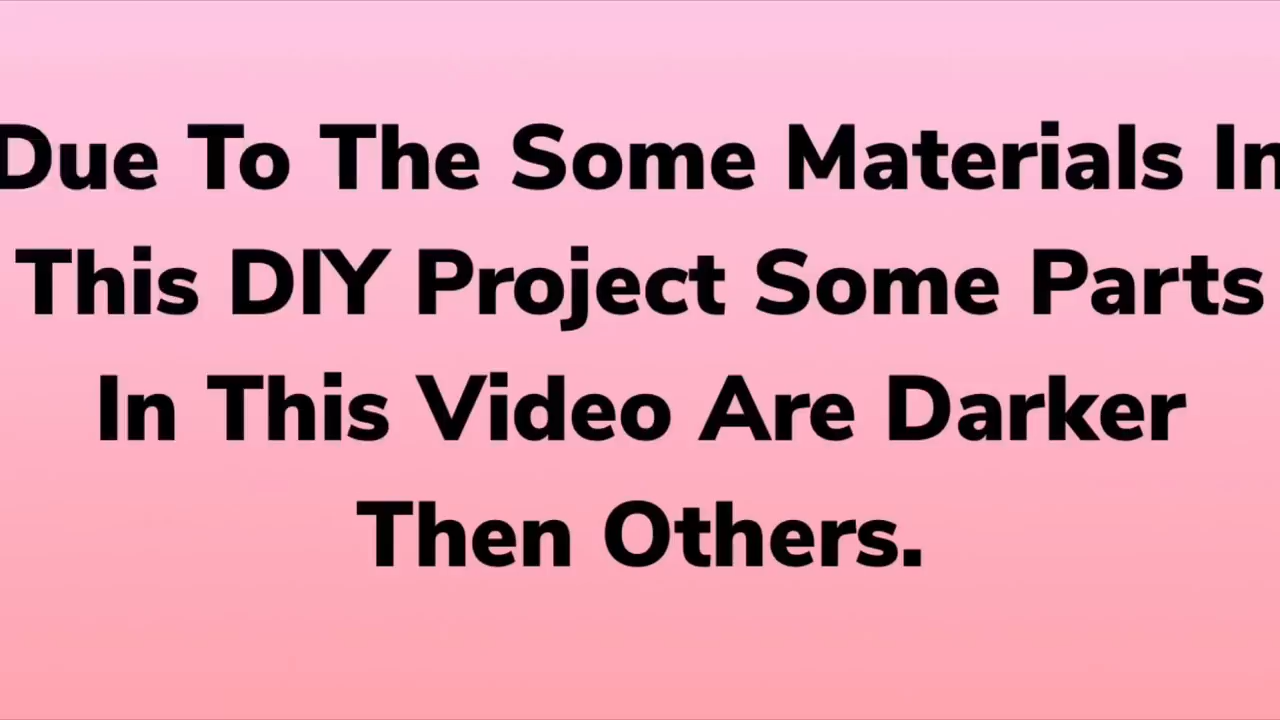 Due To The Some Materials In
This DIY Project Some Parts
In This Video Are Darker
Then Others.